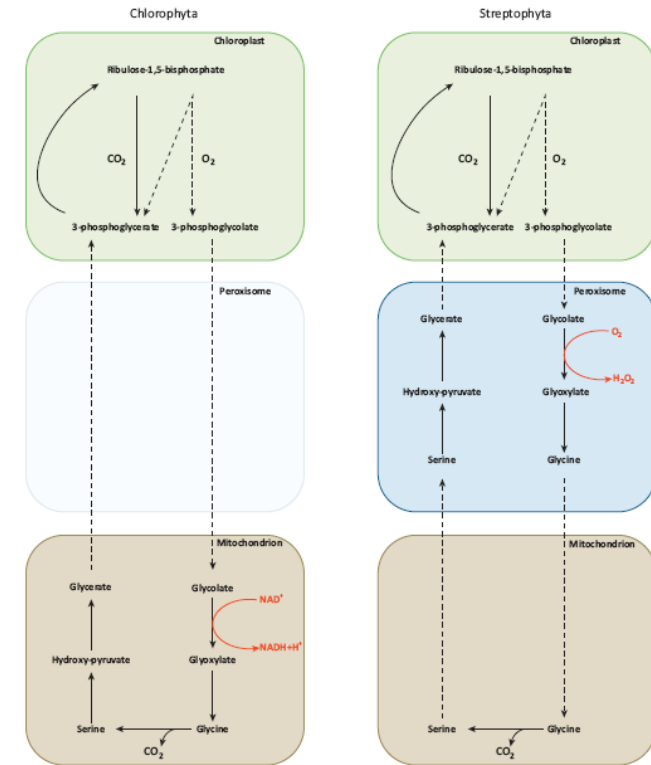 Chlorophyta
Chloroplast
Ribulose-1,5-bisphosphate
CO2
O2
3-phosphoglycerate
3-phosphoglycolate
Peroxisome
Mitochondrion
Glycerate
Glycolate
NAD+
NADH+H+
Hydroxy-pyruvate
Glyoxylate
Serine
Glycine
CO2
Streptophyta
Chloroplast
Ribulose-1,5-bisphosphate
CO2
O2
3-phosphoglycerate
3-phosphoglycolate
Peroxisome
Glycerate
Glycolate
O2
H2O2
Hydroxy-pyruvate
Glyoxylate
Serine
Glycine
Mitochondrion
Serine
Glycine
CO2